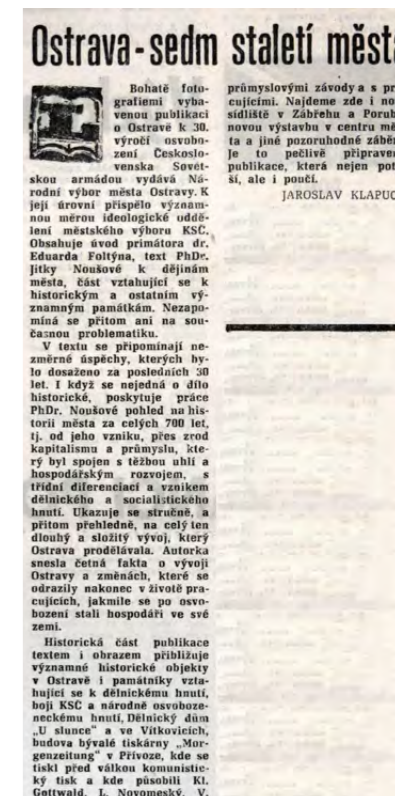 Ostrava - sedm staletí města
Bohatě foto-
grafiemi vyba-
venou publikaci
o Ostravě k 30.
výročí osvobo-
zení Českoslo-
venska Sovět-
skou armádou vydává Ná-
rodní výbor města Ostravy. K
její úrovni přispělo význam-
nou měrou ideologické oddě-
lení městského výboru KSČ.
Obsahuje úvod primátora dr.
Eduarda Foltýna, text PhDr.
Jitky Noušové k dějinám
města, část vztahující se k
historickým a ostatním vý-
znamným památkám. Nezapo-
míná se přitom ani na sou-
časnou problematiku.
V textu se připomínají ne-
změrné úspěchy, kterých by-
lo dosaženo za posledních 30
let. I když se nejedná o dílo
historické, poskytuje práce
PhDr. Noušové pohled na his-
torii města za celých 700 let,
tj. od jeho vzniku, přes zrod
kapitalismu a průmyslu, kte-
rý byl spojen s těžbou uhlí a
hospodářským rozvojem, s
třídní diferenciací a vznikem
dělnického a socialistického
hnutí. Ukazuje se stručně, a
přitom přehledně, na celý ten
dlouhý a složitý vývoj, který
Ostrava prodělávala. Autorka
snesla četná fakta o vývoji
Ostravy a změnách, které se
odrazily nakonec v životě pra-
cujících, jakmile se po osvo-
bození stali hospodáři ve své
zemi.
Historická část publikace
textem i obrazem přibližuje
významné historické objekty
v Ostravě i památníky vzta-
hující se k dělnickému hnutí,
boji KSČ a národně osvoboze-
neckému hnutí, Dělnický dům
„U slunce" a ve Vítkovicích,
budova bývalé tiskárny „Mor-
genzeitung" v Přívoze, kde se
tiskl před válkou komunistic-
ký tisk a kde působili Kl.
Gottwald, L. Novomeský, V.
průmyslovými závody a s pr
cujícími. Najdeme zde i no
sídliště v Zábřehu a Porub
novou výstavbu v centru mě
ta a jiné pozoruhodné záběr
Je to pečlivě připraven
publikace, která nejen pot
ší, ale i poučí.
JAROSLAV KLAPUC